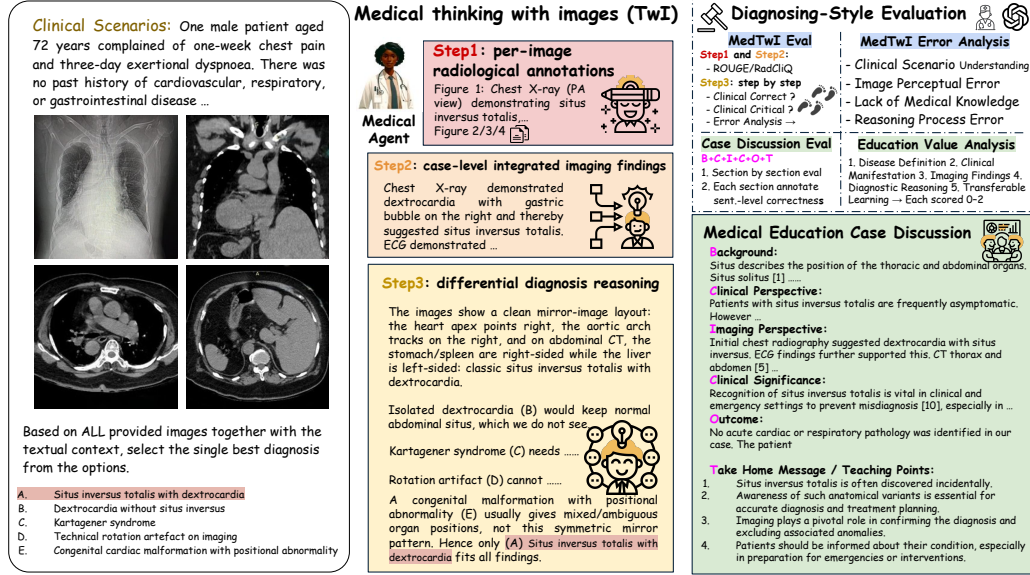 Clinical Scenarios: One male patient aged
72 years complained of one-week chest pain
and three-day exertional dyspnoea. There was
no past history of cardiovascular, respiratory,
or gastrointestinal disease ...
Based on ALL provided images together with the
textual context, select the single best diagnosis
from the options.
A. Situs inversus totalis with dextrocardia
B. Dextrocardia without situs inversus
C. Kartagener syndrome
D. Technical rotation artefact on imaging
E. Congenital cardiac malformation with positional abnormality
Medical thinking with images (TwI)
Medical
Agent
Step1: per-image
radiological annotations
Figure 1: Chest X-ray (PA
view) demonstrating situs
inversus totalis,...
Figure 2/3/4
Step2: case-level integrated imaging findings
Chest X-ray demonstrated
dextrocardia with gastric
bubble on the right and thereby
suggested situs inversus totalis.
ECG demonstrated ...
Step3: differential diagnosis reasoning
The images show a clean mirror-image layout:
the heart apex points right, the aortic arch
tracks on the right, and on abdominal CT, the
stomach/spleen are right-sided while the liver
is left-sided: classic situs inversus totalis with
dextrocardia.
Isolated dextrocardia (B) would keep normal
abdominal situs, which we do not see.
Kartagener syndrome (C) needs ......
Rotation artifact (D) cannot ......
A congenital malformation with positional
abnormality (E) usually gives mixed/ambiguous
organ positions, not this symmetric mirror
pattern. Hence only (A) Situs inversus totalis with
dextrocardia fits all findings.
Diagnosing-Style Evaluation
MedTwI Eval
Step1 and Step2:
- ROUGE/RadCliQ
Step3: step by step
- Clinical Correct ?
- Clinical Critical ?
- Error Analysis →
MedTwI Error Analysis
- Clinical Scenario Understanding
- Image Perceptual Error
- Lack of Medical Knowledge
- Reasoning Process Error
Case Discussion Eval
B+C+I+C+O+T
1. Section by section eval
2. Each section annotate
sent.-level correctness
Education Value Analysis
1. Disease Definition 2. Clinical
Manifestation 3. Imaging Findings 4.
Diagnostic Reasoning 5. Transferable
Learning → Each scored 0-2
Medical Education Case Discussion
Background:
Situs describes the position of the thoracic and abdominal organs.
Situs solitus [1] ......
Clinical Perspective:
Patients with situs inversus totalis are frequently asymptomatic.
However ...
Imaging Perspective:
Initial chest radiography suggested dextrocardia with situs
inversus. ECG findings further supported this. CT thorax and
abdomen [5] ...
Clinical Significance:
Recognition of situs inversus totalis is vital in clinical and
emergency settings to prevent misdiagnosis [10], especially in ...
Outcome:
No acute cardiac or respiratory pathology was identified in our
case. The patient
Take Home Message / Teaching Points:
1. Situs inversus totalis is often discovered incidentally.
2. Awareness of such anatomical variants is essential for
accurate diagnosis and treatment planning.
3. Imaging plays a pivotal role in confirming the diagnosis and
excluding associated anomalies.
4. Patients should be informed about their condition, especially
in preparation for emergencies or interventions.